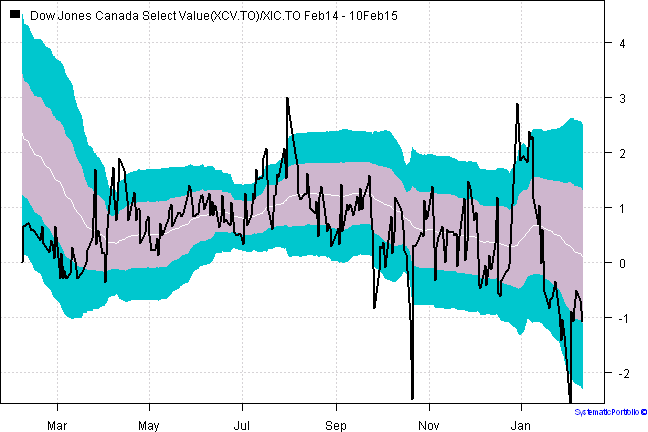 Dow Jones Canada Select Value(XCV.TO)/XIC.TO Feb14 - 10Feb15
4
3
2
1
0
-1
-2
SystematicPortfolio ©
Mar May Jul Sep Nov Jan